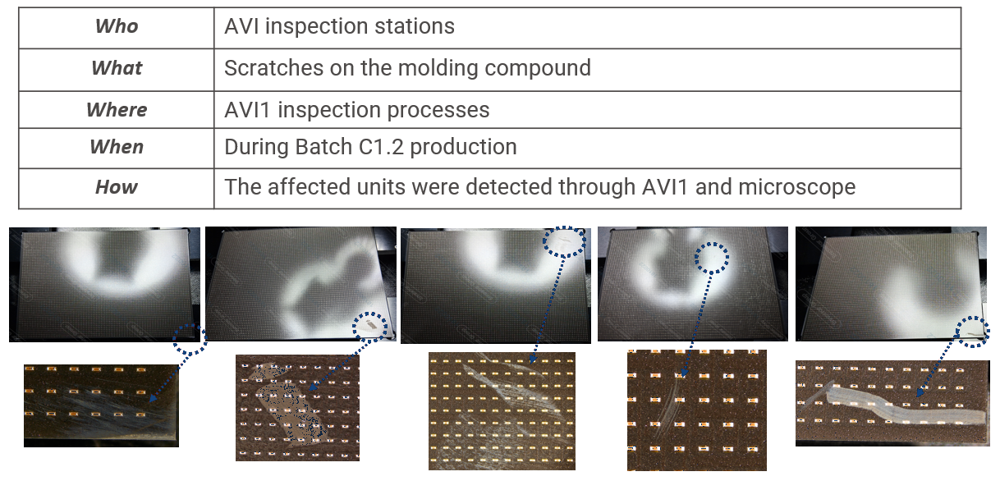 Who AVI inspection stations
What Scratches on the molding compound
Where AVI1 inspection processes
When During Batch C1.2 production
How The affected units were detected through AVI1 and microscope